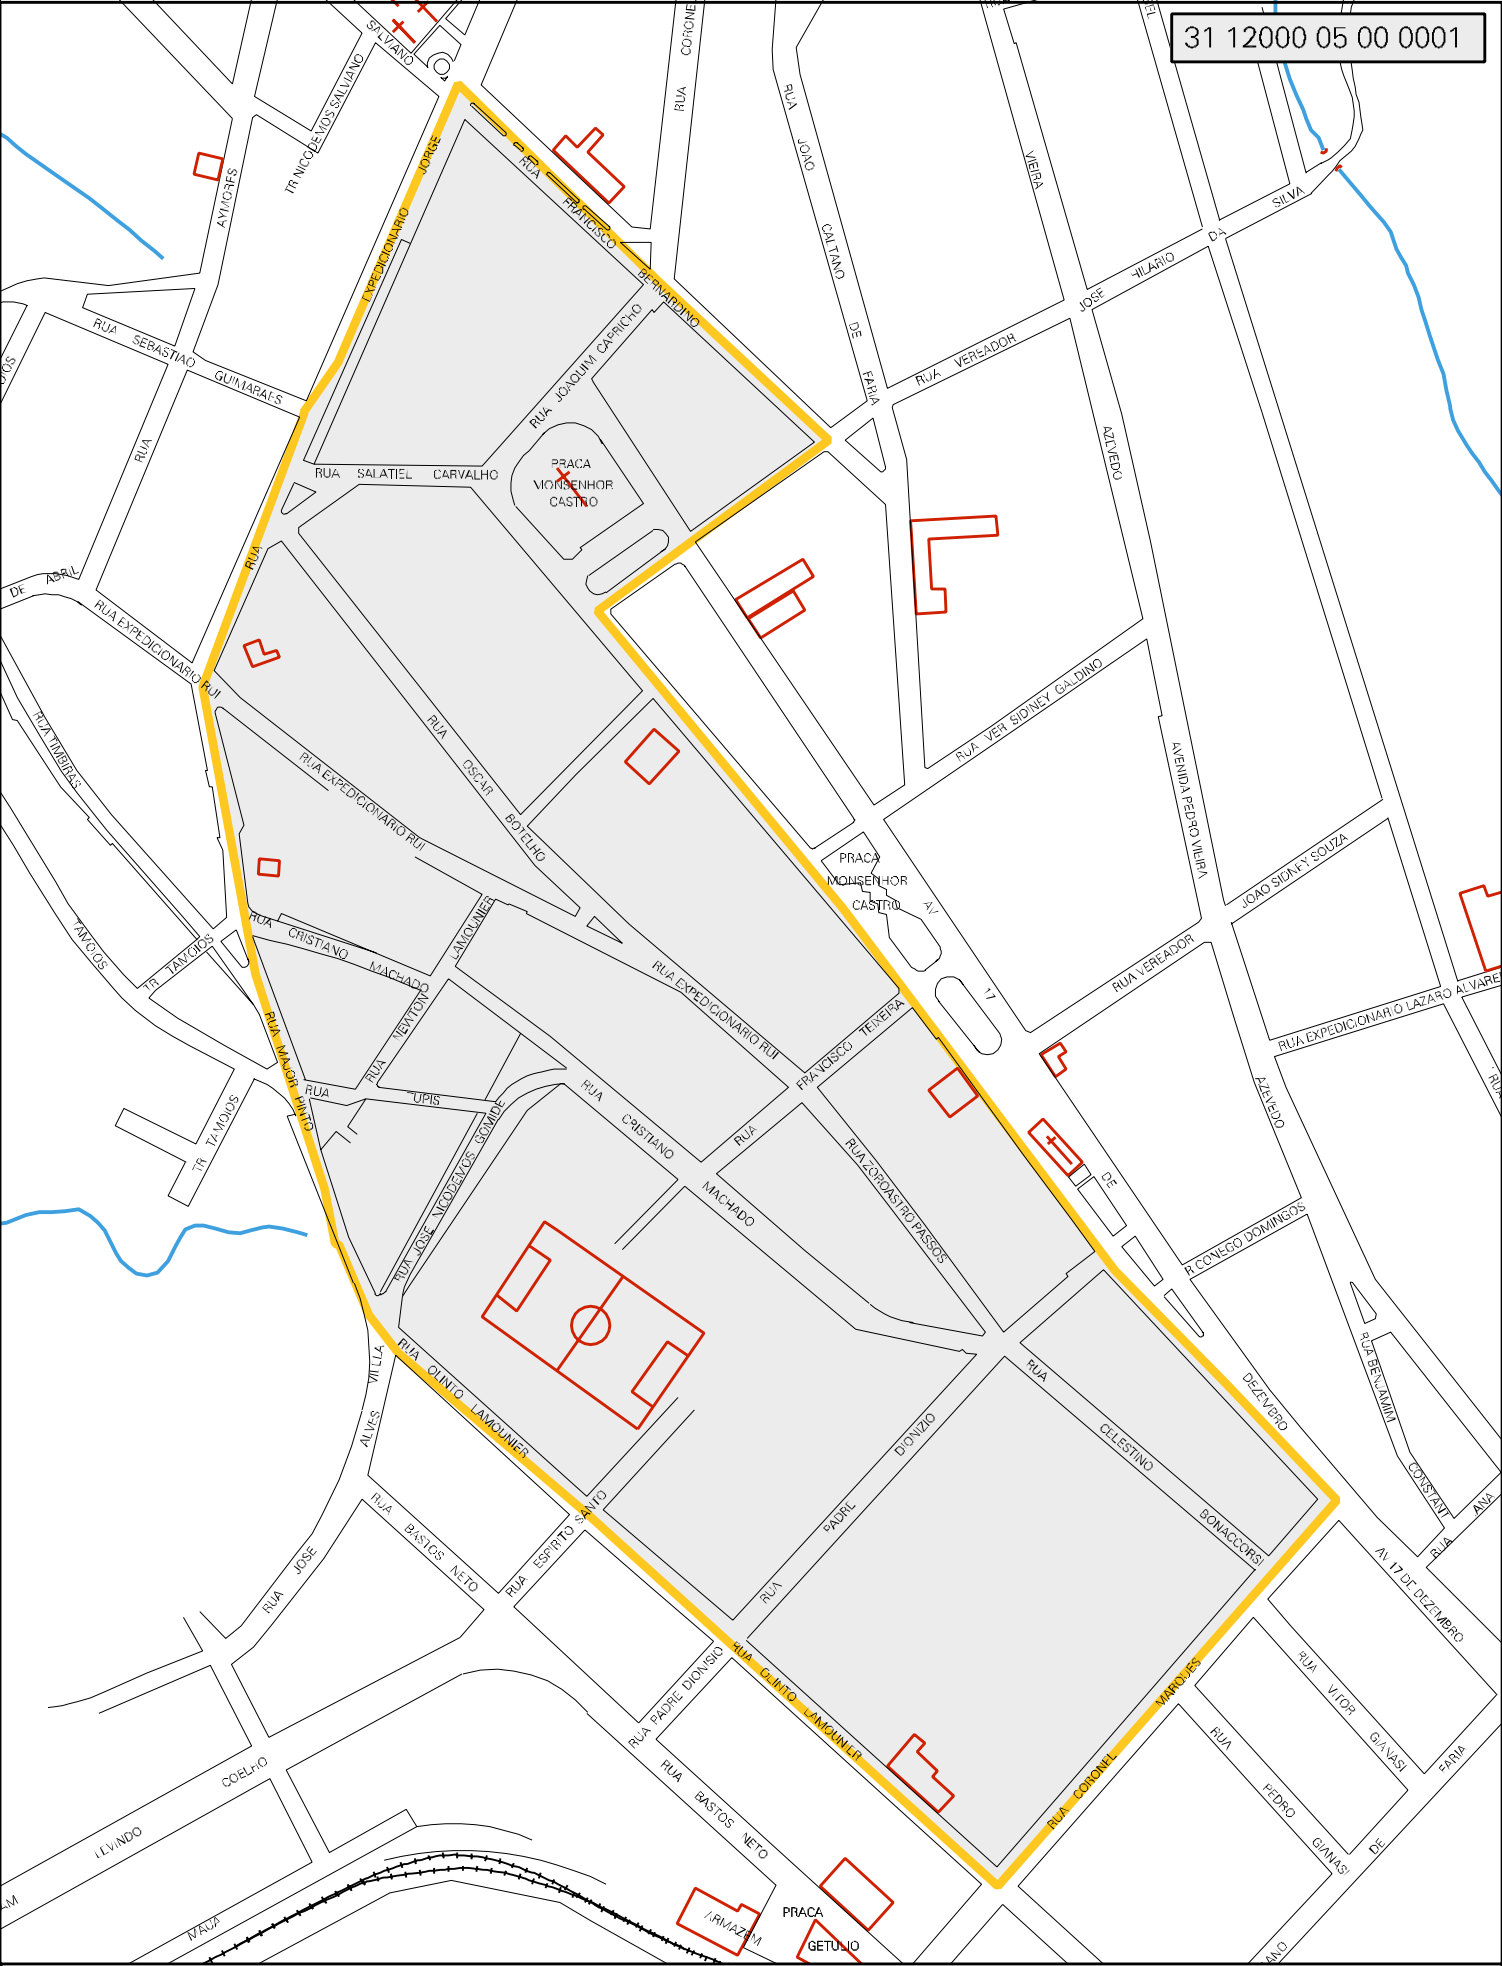 31 12000 05 00 0001
SALVIANO
TR NICODEMOS SALVIANO
JORGE
RUA CORONE
RUA JOAO CAETANO DE FARIA
VIEIRA
AYMORES
RUA
EXPEDICIONARIO
RUA FRANCISCO BERNARDINO
SILVA
DA
HILARIO
JOSE
RUA VEREADOR
RUA SEBASTIAO GUIMARAES
RUA JOAQUIM CAPRICHO
AZEVEDO
RUA SALATIEL CARVALHO
PRACA
MONSENHOR
CASTRO
RUA
DE ABRIL
RUA EXPEDICIONARIO RUI
RUA TIMBIRAS
RUA OSCAR BOTELHO
RUA EXPEDICIONARIO RUI
RUA VER SIDNEY GALDINO
AVENIDA PEDRO VIEIRA
JOAO SIDNEY SOUZA
RUA VEREADOR
PRACA
MONSENHOR
CASTRO
AV 17 DE DEZEMBRO
TAMOIOS
TR TAMOIOS
RUA CRISTIANO MACHADO
LAMOUNIER
NEWTON
RUA
RUA EXPEDICIONARIO RUI
RUA EXPEDICIONARIO LAZARO ALVARE
FRANCISCO TEIXEIRA
RUA
RUA MAJOR PINTO
RUA UPIS
TR TAMOIOS
RUA JOSE NICODEMOS GOMIDE
RUA CRISTIANO MACHADO
RUA ZOROASTRO PASSOS
AZEVEDO
RUA
R CONEGO DOMINGOS
RUA BENJAMIM CONSTANT
RUA ANA
VILLA
ALVES
RUA JOSE
RUA OLINTO LAMOUNIER
RUA BASTOS NETO
RUA ESPIRITO SANTO
RUA PADRE DIONIZIO
RUA CELESTINO BONACCORSI
AV 17 DE DEZEMBRO
RUA PADRE DIONISIO
RUA OLINTO LAMOUNIER
RUA CORONEL MARQUES
RUA VITOR GIANASI
RUA PEDRO GIANASI
FARIA
DE
ANO
COELHO
LEVINDO
MACA
RUA BASTOS NETO
ARMAZEM
PRACA
GETULIO